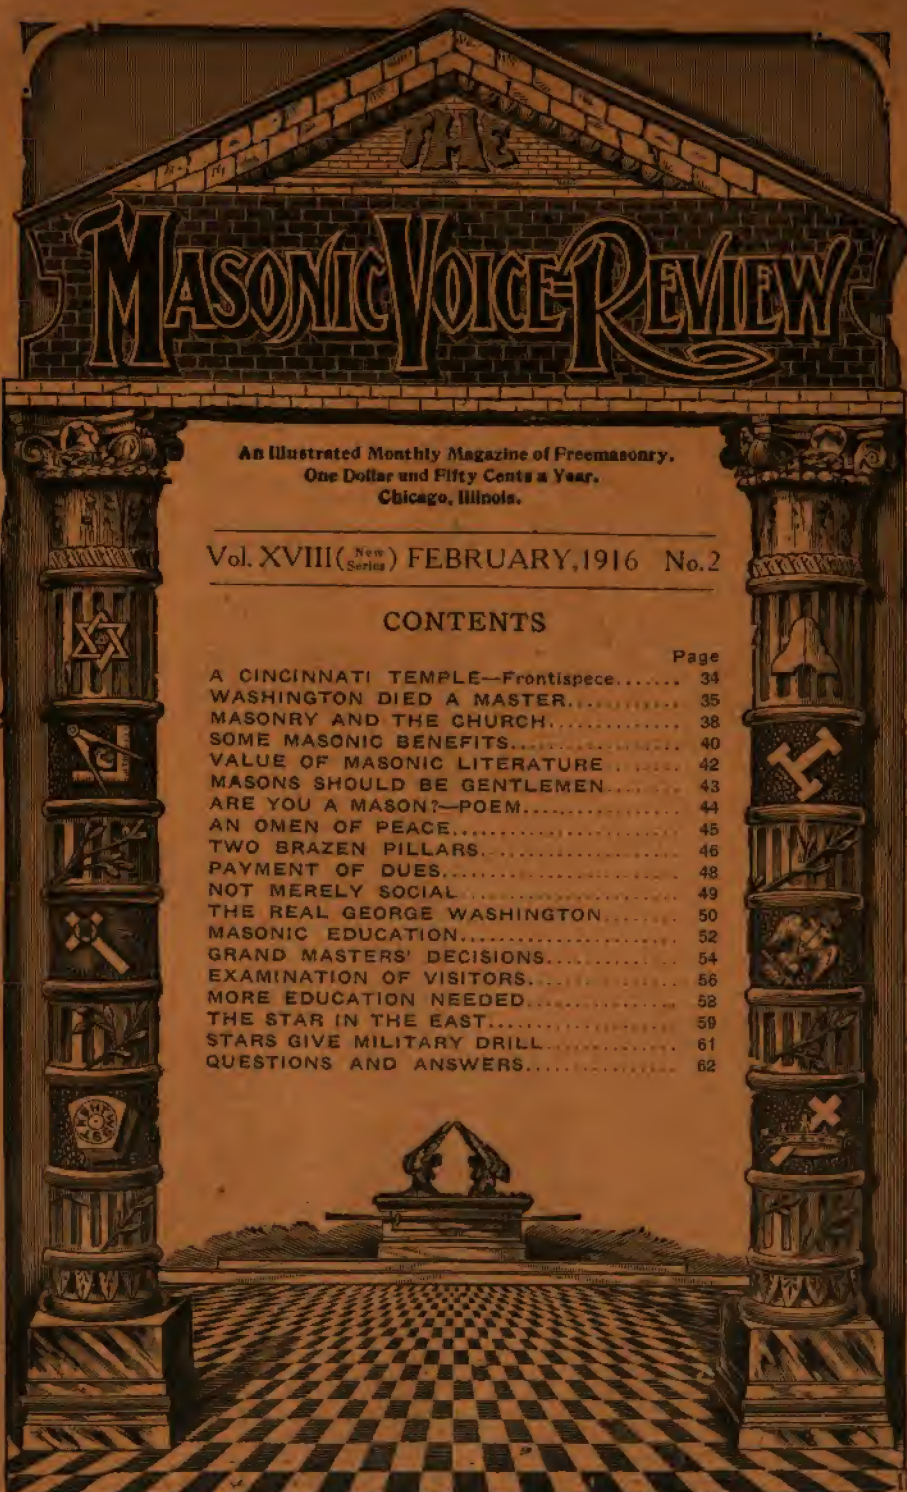 THE
MASONIC VOICE-REVIEW
An Illustrated Monthly Magazine of Freemasonry.
One Dollar and Fifty Cents a Year.
Chicago, Illinois.
Vol. XVIII (New Series) FEBRUARY, 1916 No. 2
CONTENTS
Page
A CINCINNATI TEMPLE—Frontispece....... 34
WASHINGTON DIED A MASTER............ 35
MASONRY AND THE CHURCH.............. 38
SOME MASONIC BENEFITS.................. 40
VALUE OF MASONIC LITERATURE........ 42
MASONS SHOULD BE GENTLEMEN........ 43
ARE YOU A MASON?—POEM................ 44
AN OMEN OF PEACE........................ 45
TWO BRAZEN PILLARS..................... 46
PAYMENT OF DUES......................... 48
NOT MERELY SOCIAL....................... 49
THE REAL GEORGE WASHINGTON........ 50
MASONIC EDUCATION....................... 52
GRAND MASTERS' DECISIONS.............. 54
EXAMINATION OF VISITORS................ 56
MORE EDUCATION NEEDED................ 58
THE STAR IN THE EAST.................... 59
STARS GIVE MILITARY DRILL.............. 61
QUESTIONS AND ANSWERS................. 62